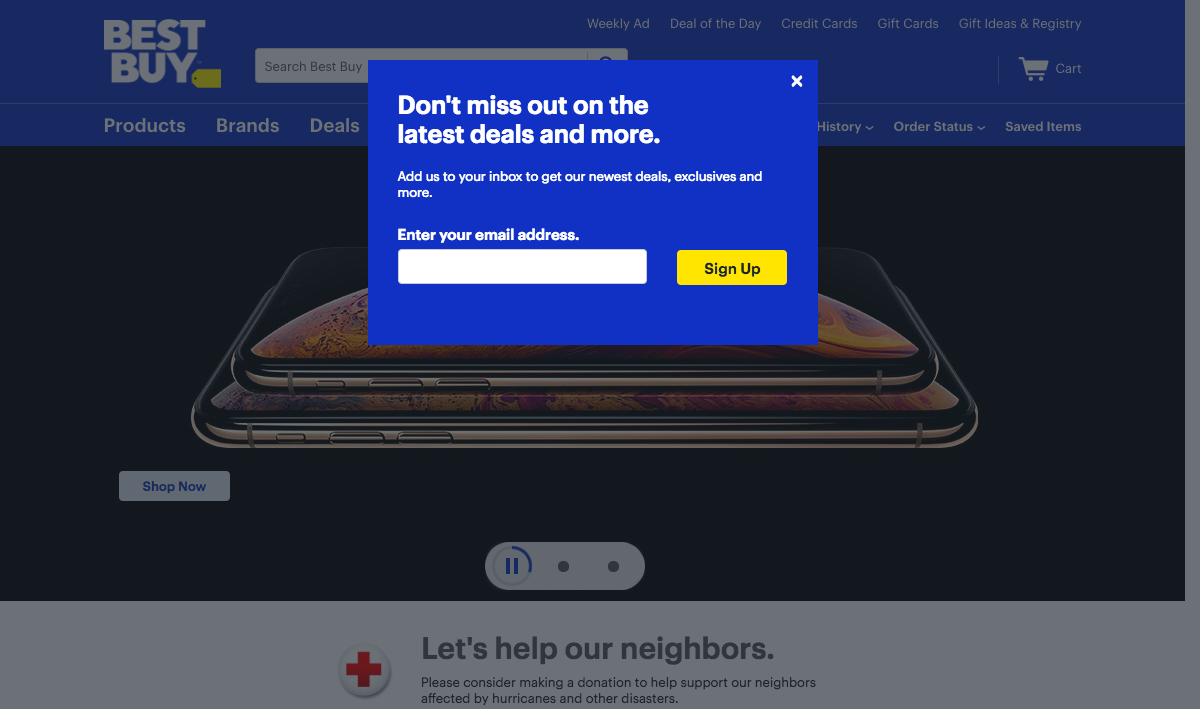 Weekly Ad Deal of the Day Credit Cards Gift Cards Gift Ideas & Registry
BEST
BUY
Search Best Buy
Cart
Products Brands Deals
History Order Status Saved Items
Don't miss out on the
latest deals and more.
Add us to your inbox to get our newest deals, exclusives and
more.
Enter your email address.
Sign Up
Shop Now
Let's help our neighbors.
Please consider making a donation to help support our neighbors
affected by hurricanes and other disasters.